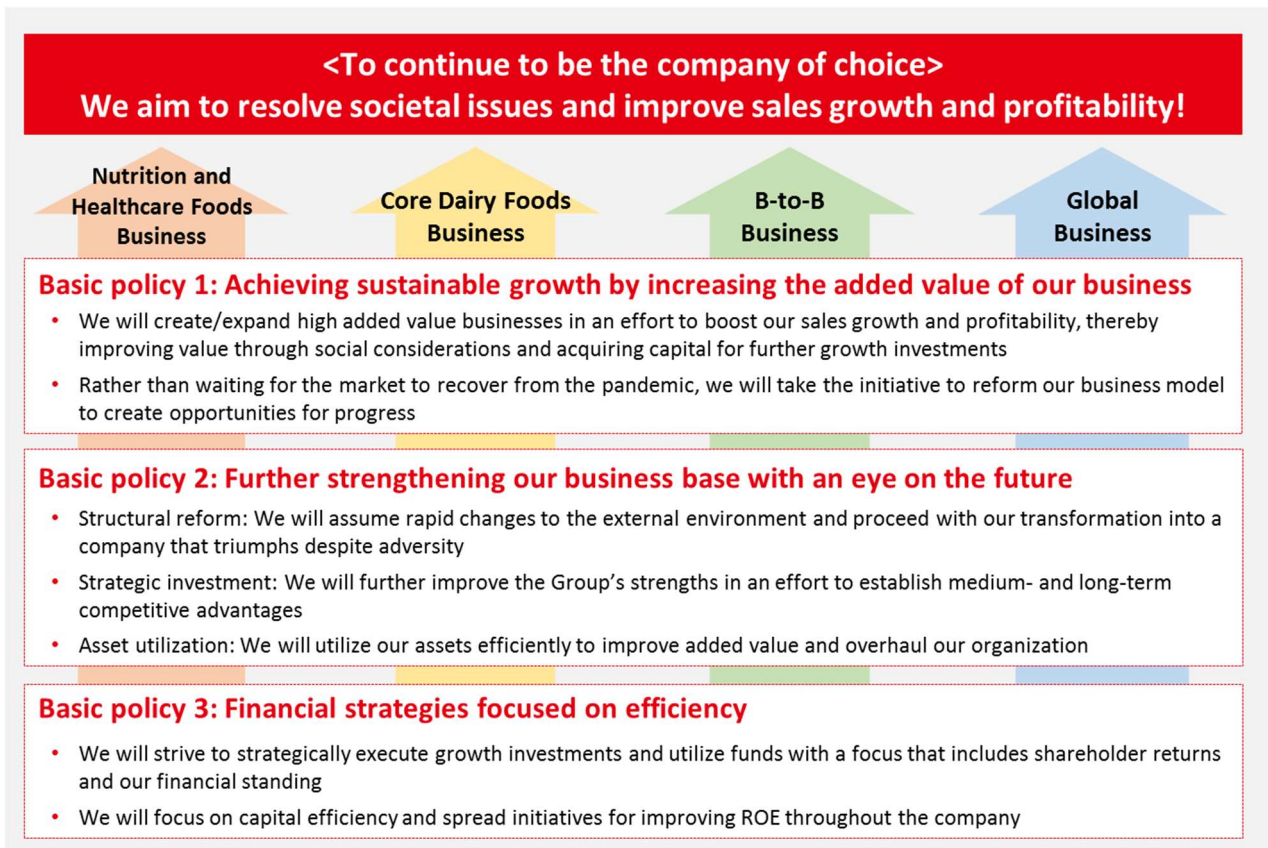 <To continue to be the company of choice>
We aim to resolve societal issues and improve sales growth and profitability!
Nutrition and
Healthcare Foods
Business
Core Dairy Foods
Business
B-to-B
Business
Global
Business
Basic policy 1: Achieving sustainable growth by increasing the added value of our business
• We will create/expand high added value businesses in an effort to boost our sales growth and profitability, thereby
improving value through social considerations and acquiring capital for further growth investments
• Rather than waiting for the market to recover from the pandemic, we will take the initiative to reform our business model
to create opportunities for progress
Basic policy 2: Further strengthening our business base with an eye on the future
• Structural reform: We will assume rapid changes to the external environment and proceed with our transformation into a
company that triumphs despite adversity
• Strategic investment: We will further improve the Group's strengths in an effort to establish medium- and long-term
competitive advantages
• Asset utilization: We will utilize our assets efficiently to improve added value and overhaul our organization
Basic policy 3: Financial strategies focused on efficiency
• We will strive to strategically execute growth investments and utilize funds with a focus that includes shareholder returns
and our financial standing
• We will focus on capital efficiency and spread initiatives for improving ROE throughout the company